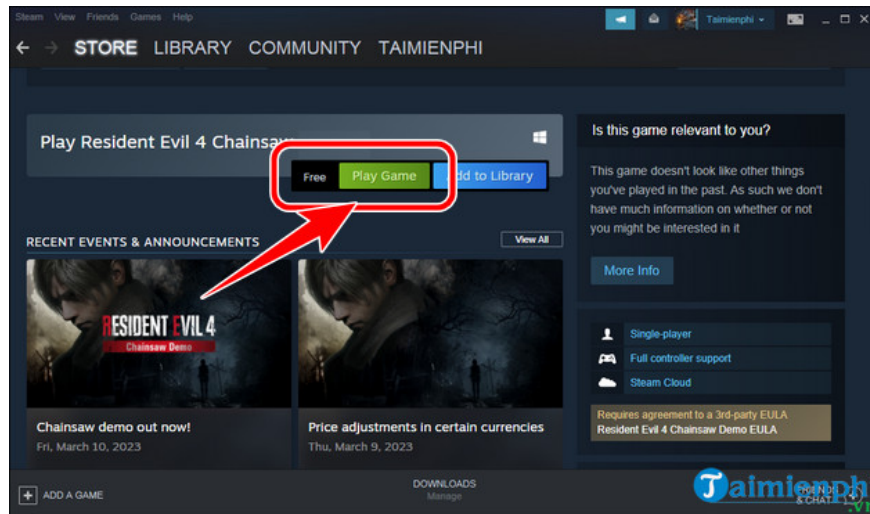 Steam View Friends Games Help
Taimienphi
STORE LIBRARY COMMUNITY TAIMIENPHI
Play Resident Evil 4 Chainsaw
Free Play Game Add to Library
RECENT EVENTS & ANNOUNCEMENTS
View All
RESIDENT EVIL 4
Chainsaw Demo
Chainsaw demo out now!
Fri, March 10, 2023
Price adjustments in certain currencies
Thu, March 9, 2023
Is this game relevant to you?
This game doesn't look like other things
you've played in the past. As such we don't
have much information on whether or not
you might be interested in it
More Info
Single-player
Full controller support
Steam Cloud
Requires agreement to a 3rd-party EULA
Resident Evil 4 Chainsaw Demo EULA
ADD A GAME
DOWNLOADS
Manage
& CHAT
Taimienph
.vn